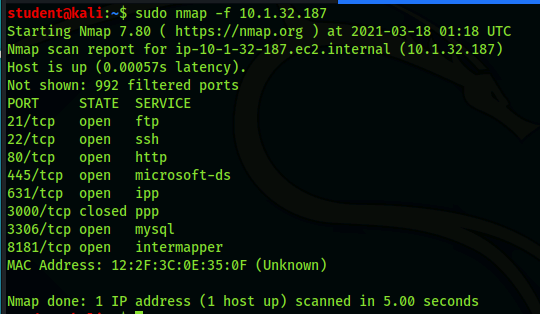 student@kali:~$ sudo nmap -f 10.1.32.187
Starting Nmap 7.80 ( https://nmap.org ) at 2021-03-18 01:18 UTC
Nmap scan report for ip-10-1-32-187.ec2.internal (10.1.32.187)
Host is up (0.00057s latency).
Not shown: 992 filtered ports
PORT     STATE  SERVICE
21/tcp   open   ftp
22/tcp   open   ssh
80/tcp   open   http
445/tcp  open   microsoft-ds
631/tcp  open   ipp
3000/tcp closed ppp
3306/tcp open   mysql
8181/tcp open   intermapper
MAC Address: 12:2F:3C:0E:35:0F (Unknown)
Nmap done: 1 IP address (1 host up) scanned in 5.00 seconds